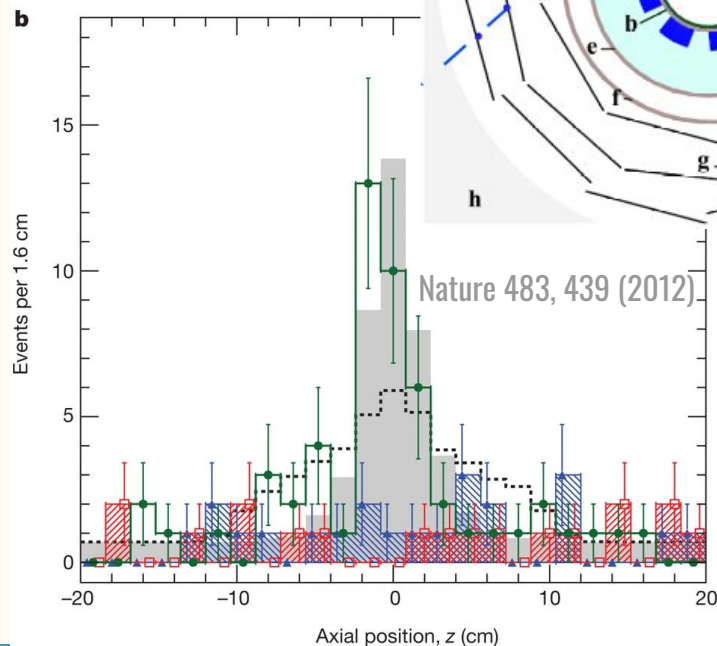 b
b
e
f
g
h
Nature 483, 439 (2012)
15
10
5
0
Events per 1.6 cm
−20
−10
0
10
20
Axial position, z (cm)